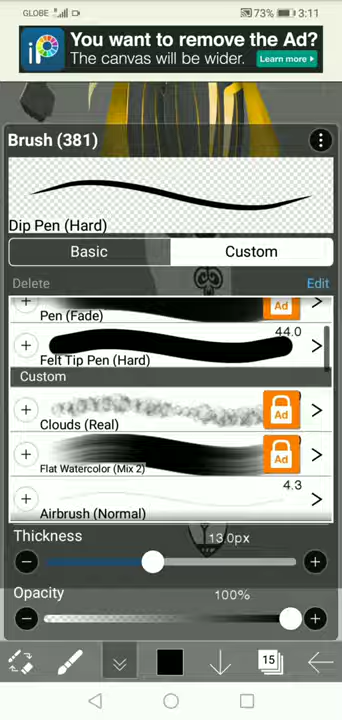 GLOBE 73% 3:11
iP You want to remove the Ad?
The canvas will be wider. Learn more
Brush (381)
Dip Pen (Hard)
Basic Custom
Delete Edit
Ad
Pen (Fade)
44.0
Felt Tip Pen (Hard)
Custom
Ad
Clouds (Real)
Ad
Flat Watercolor (Mix 2)
4.3
Airbrush (Normal)
Thickness 13.0px
Opacity 100%
15